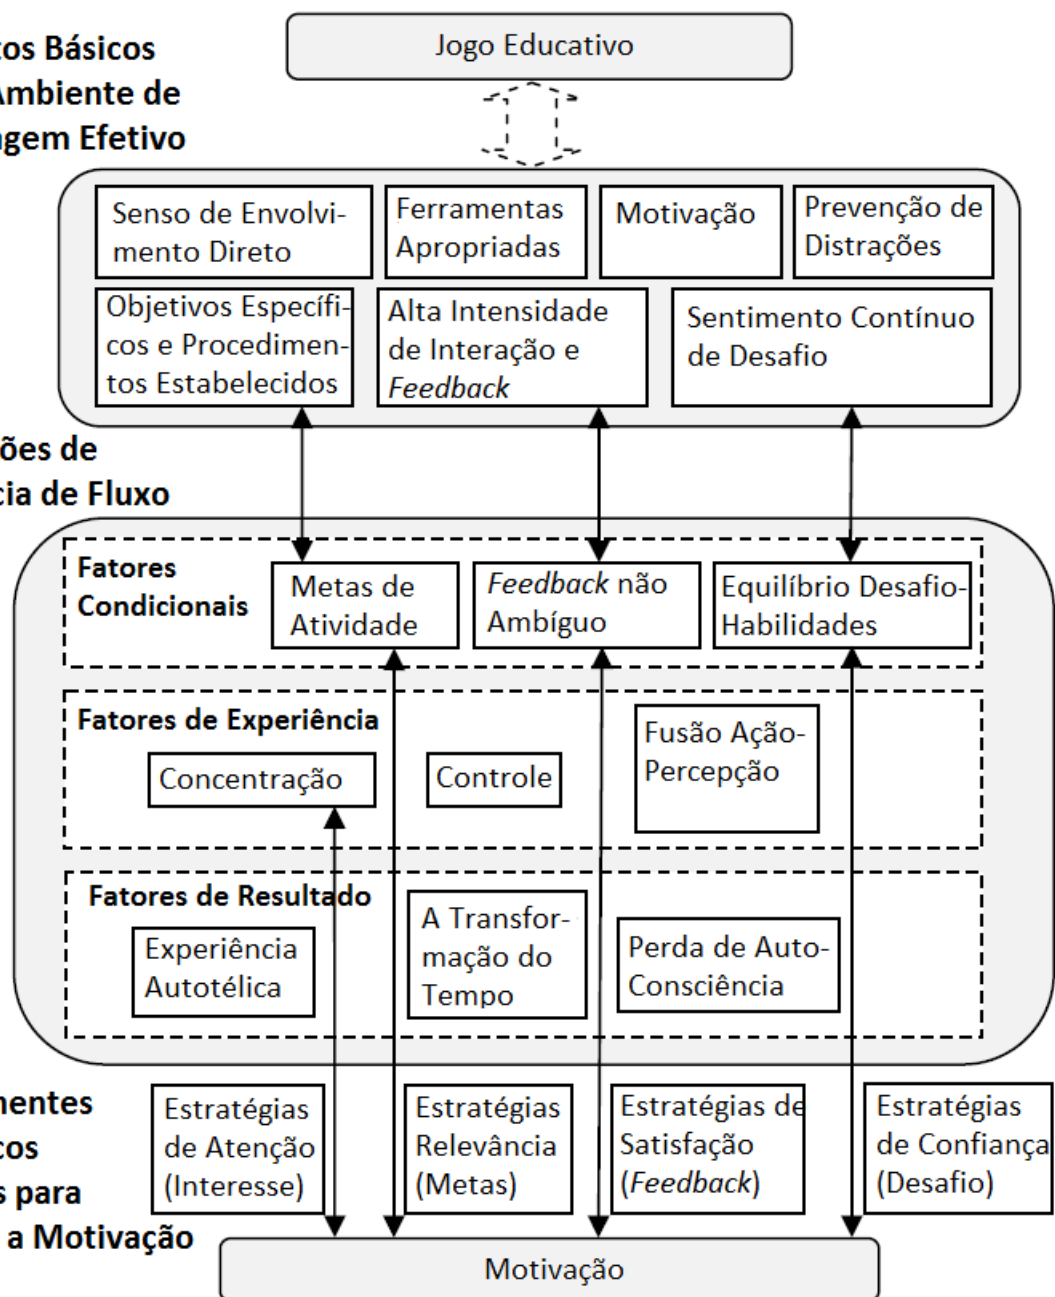 Jogo Educativo
tos Básicos
Ambiente de
agem Efetivo
Senso de Envolvi-
mento Direto
Ferramentas
Apropriadas
Motivação
Prevenção de
Distrações
Objetivos Específi-
cos e Procedimen-
tos Estabelecidos
Alta Intensidade
de Interação e
Feedback
Sentimento Contínuo
de Desafio
ões de
cia de Fluxo
Fatores
Condicionais
Metas de
Atividade
Feedback não
Ambíguo
Equilíbrio Desafio-
Habilidades
Fatores de Experiência
Concentração
Controle
Fusão Ação-
Percepção
Fatores de Resultado
Experiência
Autotélica
A Transfor-
mação do
Tempo
Perda de Auto-
Consciência
nentes
cos
s para
a Motivação
Estratégias
de Atenção
(Interesse)
Estratégias
Relevância
(Metas)
Estratégias de
Satisfação
(Feedback)
Estratégias
de Confiança
(Desafio)
Motivação